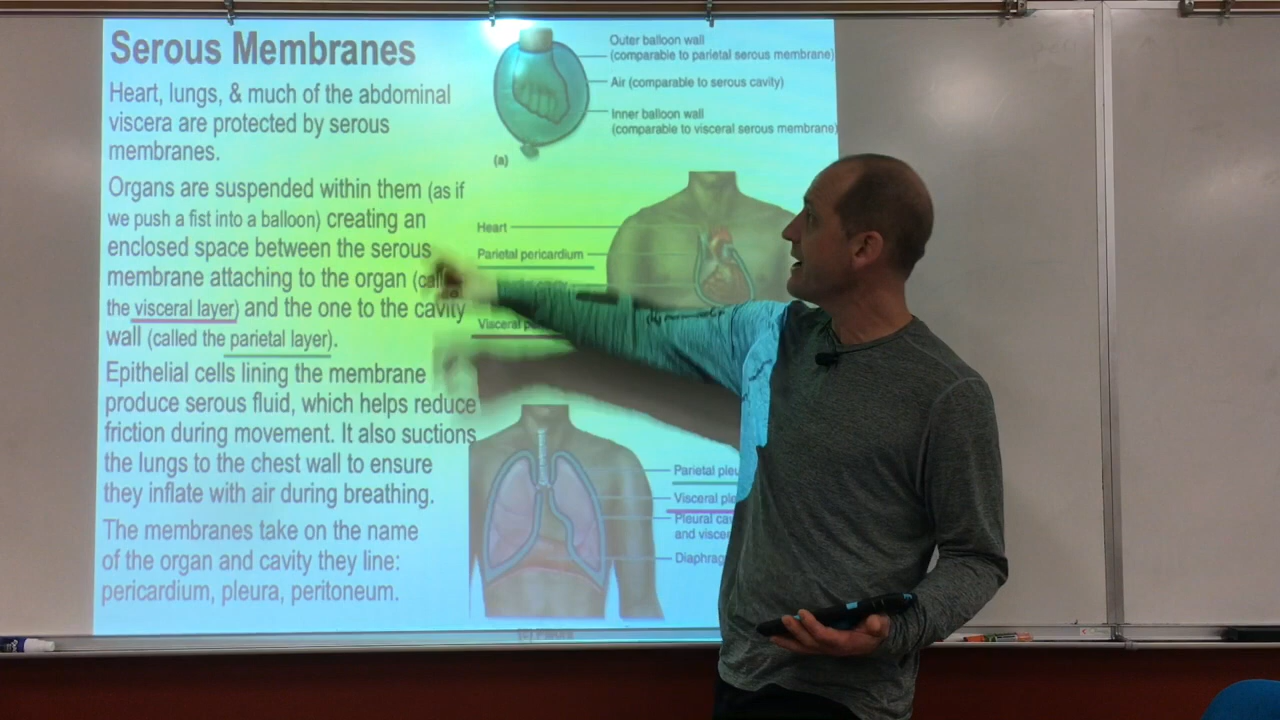 Serous Membranes
Heart, lungs, & much of the abdominal
viscera are protected by serous
membranes.
Organs are suspended within them (as if
we push a fist into a balloon) creating an
enclosed space between the serous
membrane attaching to the organ
the visceral layer) and the one to the cavity
wall (called the parietal layer).
Epithelial cells lining the membrane
produce serous fluid, which helps reduce
friction during movement. It also suctions
the lungs to the chest wall to ensure
they inflate with air during breathing.
The membranes take on the name
of the organ and cavity they line:
pericardium, pleura, peritoneum.
Outer balloon wall
(comparable to parietal serous membrane)
Air (comparable to serous cavity)
Inner balloon wall
(comparable to visceral serous membrane)
(a)
Heart
Parietal pericardium
Visceral
Parietal
Visceral
Pleural
and